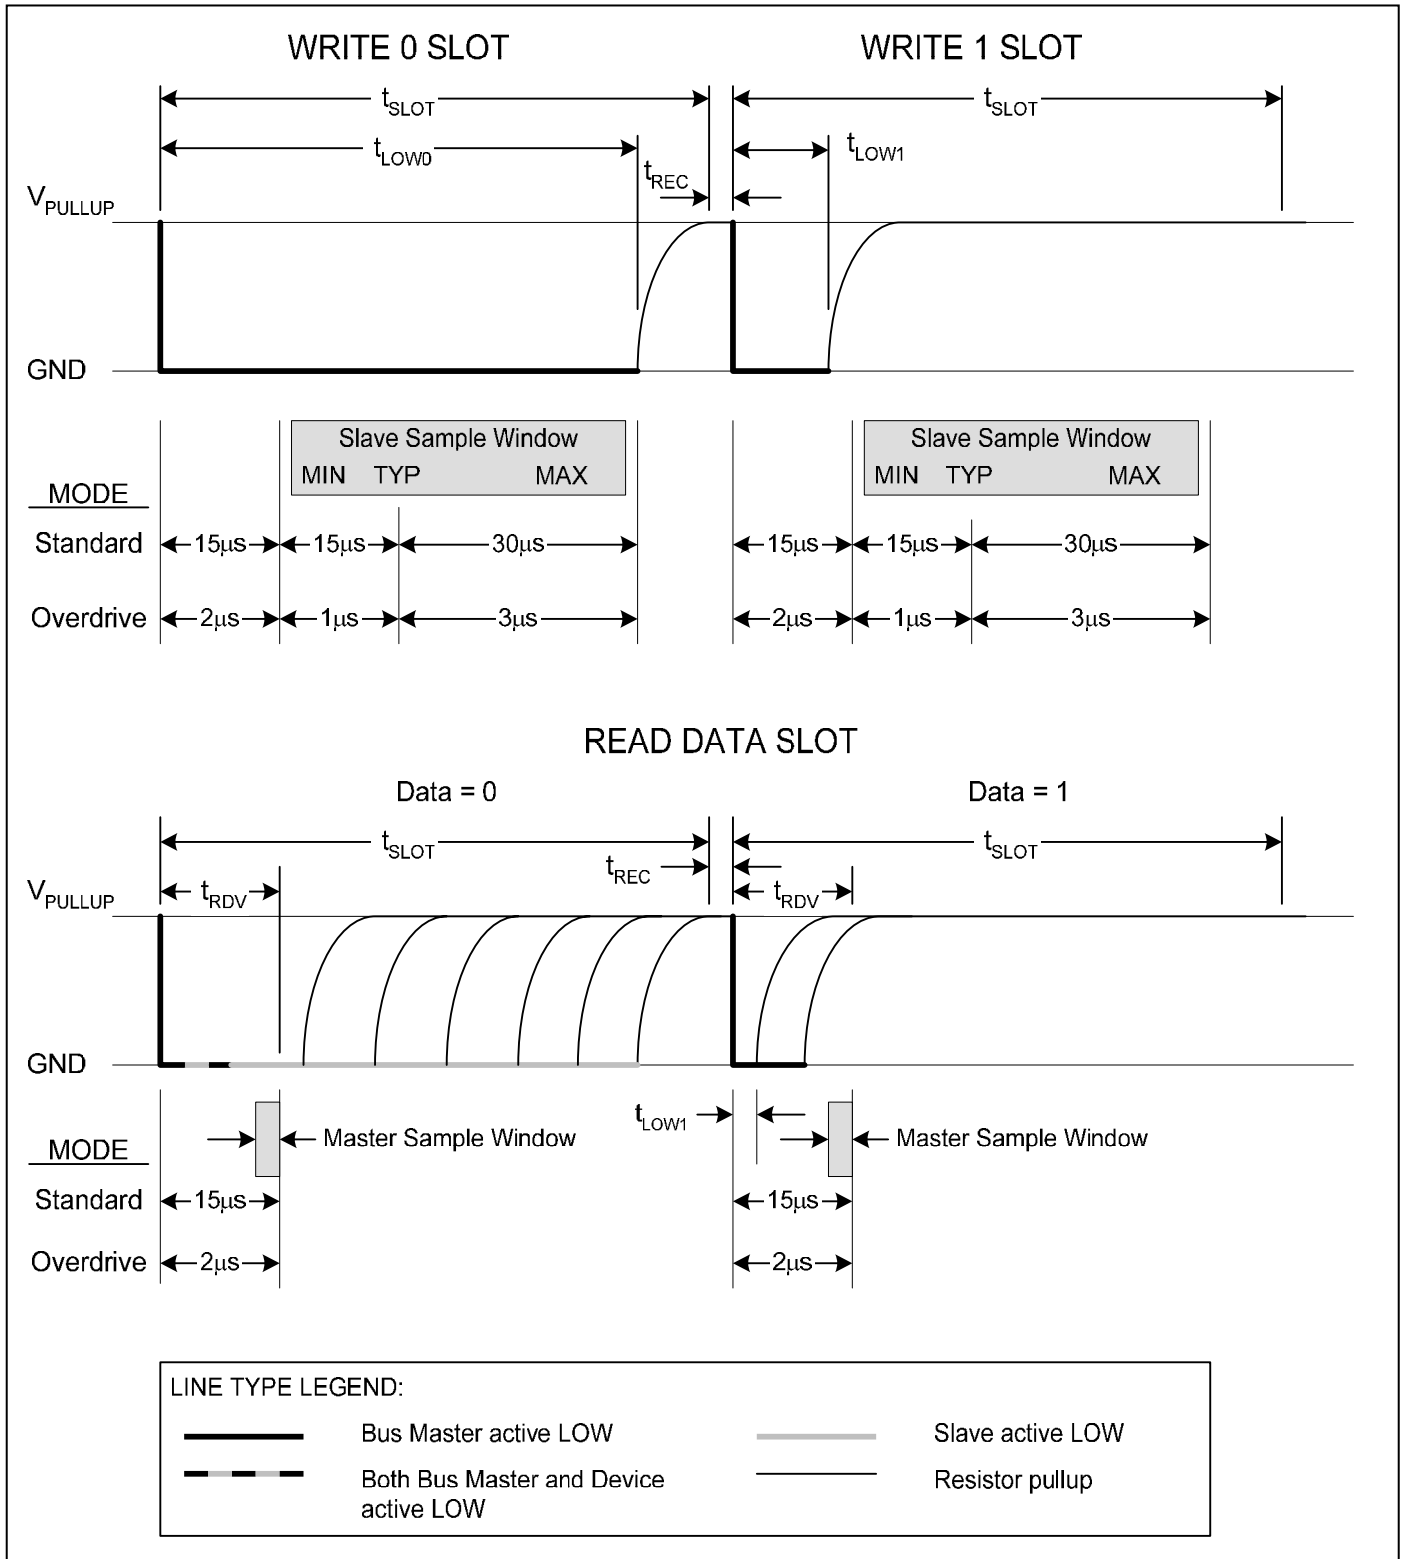 WRITE 0 SLOT WRITE 1 SLOT
tSLOT tSLOT
tLOW0 tLOW1
tREC
VPULLUP
GND
Slave Sample Window Slave Sample Window
MIN TYP MAX MIN TYP MAX
MODE
Standard 15μs 15μs 30μs 15μs 15μs 30μs
Overdrive 2μs 1μs 3μs 2μs 1μs 3μs
READ DATA SLOT
Data = 0 Data = 1
tSLOT tSLOT
tREC
VPULLUP tRDV tRDV
GND
tLOW1
MODE Master Sample Window Master Sample Window
Standard 15μs 15μs
Overdrive 2μs 2μs
LINE TYPE LEGEND:
Bus Master active LOW Slave active LOW
Both Bus Master and Device Resistor pullup
active LOW